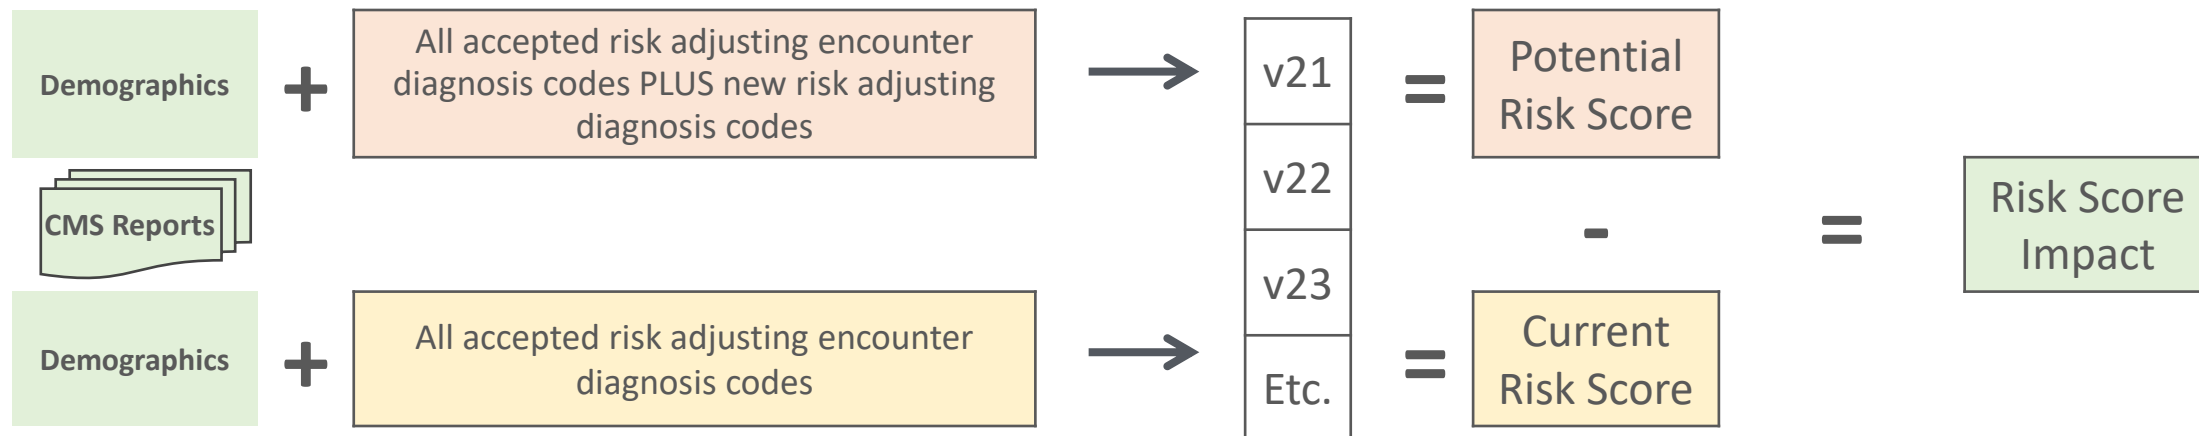 Demographics
+
All accepted risk adjusting encounter
diagnosis codes PLUS new risk adjusting
diagnosis codes
v21
=
Potential
Risk Score
CMS Reports
v22
-
=
Risk Score
Impact
v23
Demographics
+
All accepted risk adjusting encounter
diagnosis codes
Etc.
=
Current
Risk Score